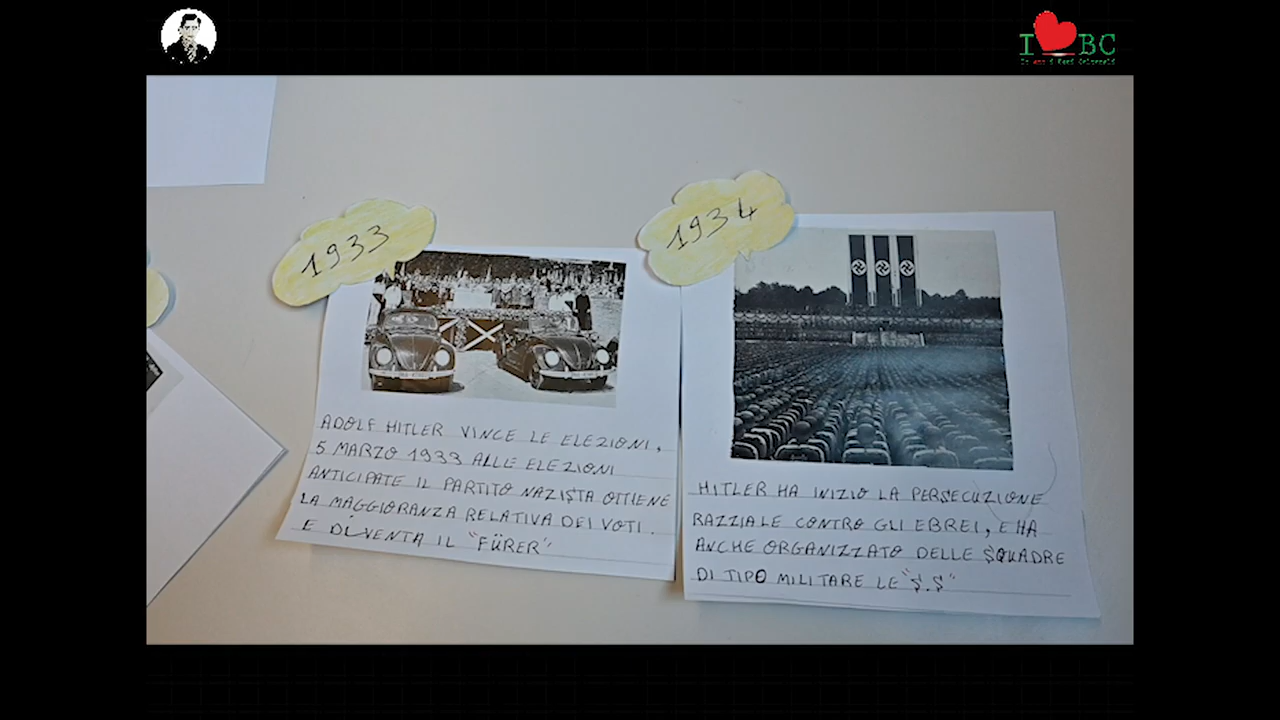 I BC
1933
ADOLF HITLER VINCE LE ELEZIONI.
5 MARZO 1933 ALLE ELEZIONI
ANTICIPATE IL PARTITO NAZISTA OTTIENE
LA MAGGIORANZA RELATIVA DEI VOTI.
E DIVENTA IL "FÜRER"
1934
HITLER HA INIZIO LA PERSECUZIONE
RAZZIALE CONTRO GLI EBREI, E HA
ANCHE ORGANIZZATO DELLE SQUADRE
DI TIPO MILITARE LE "S.S"